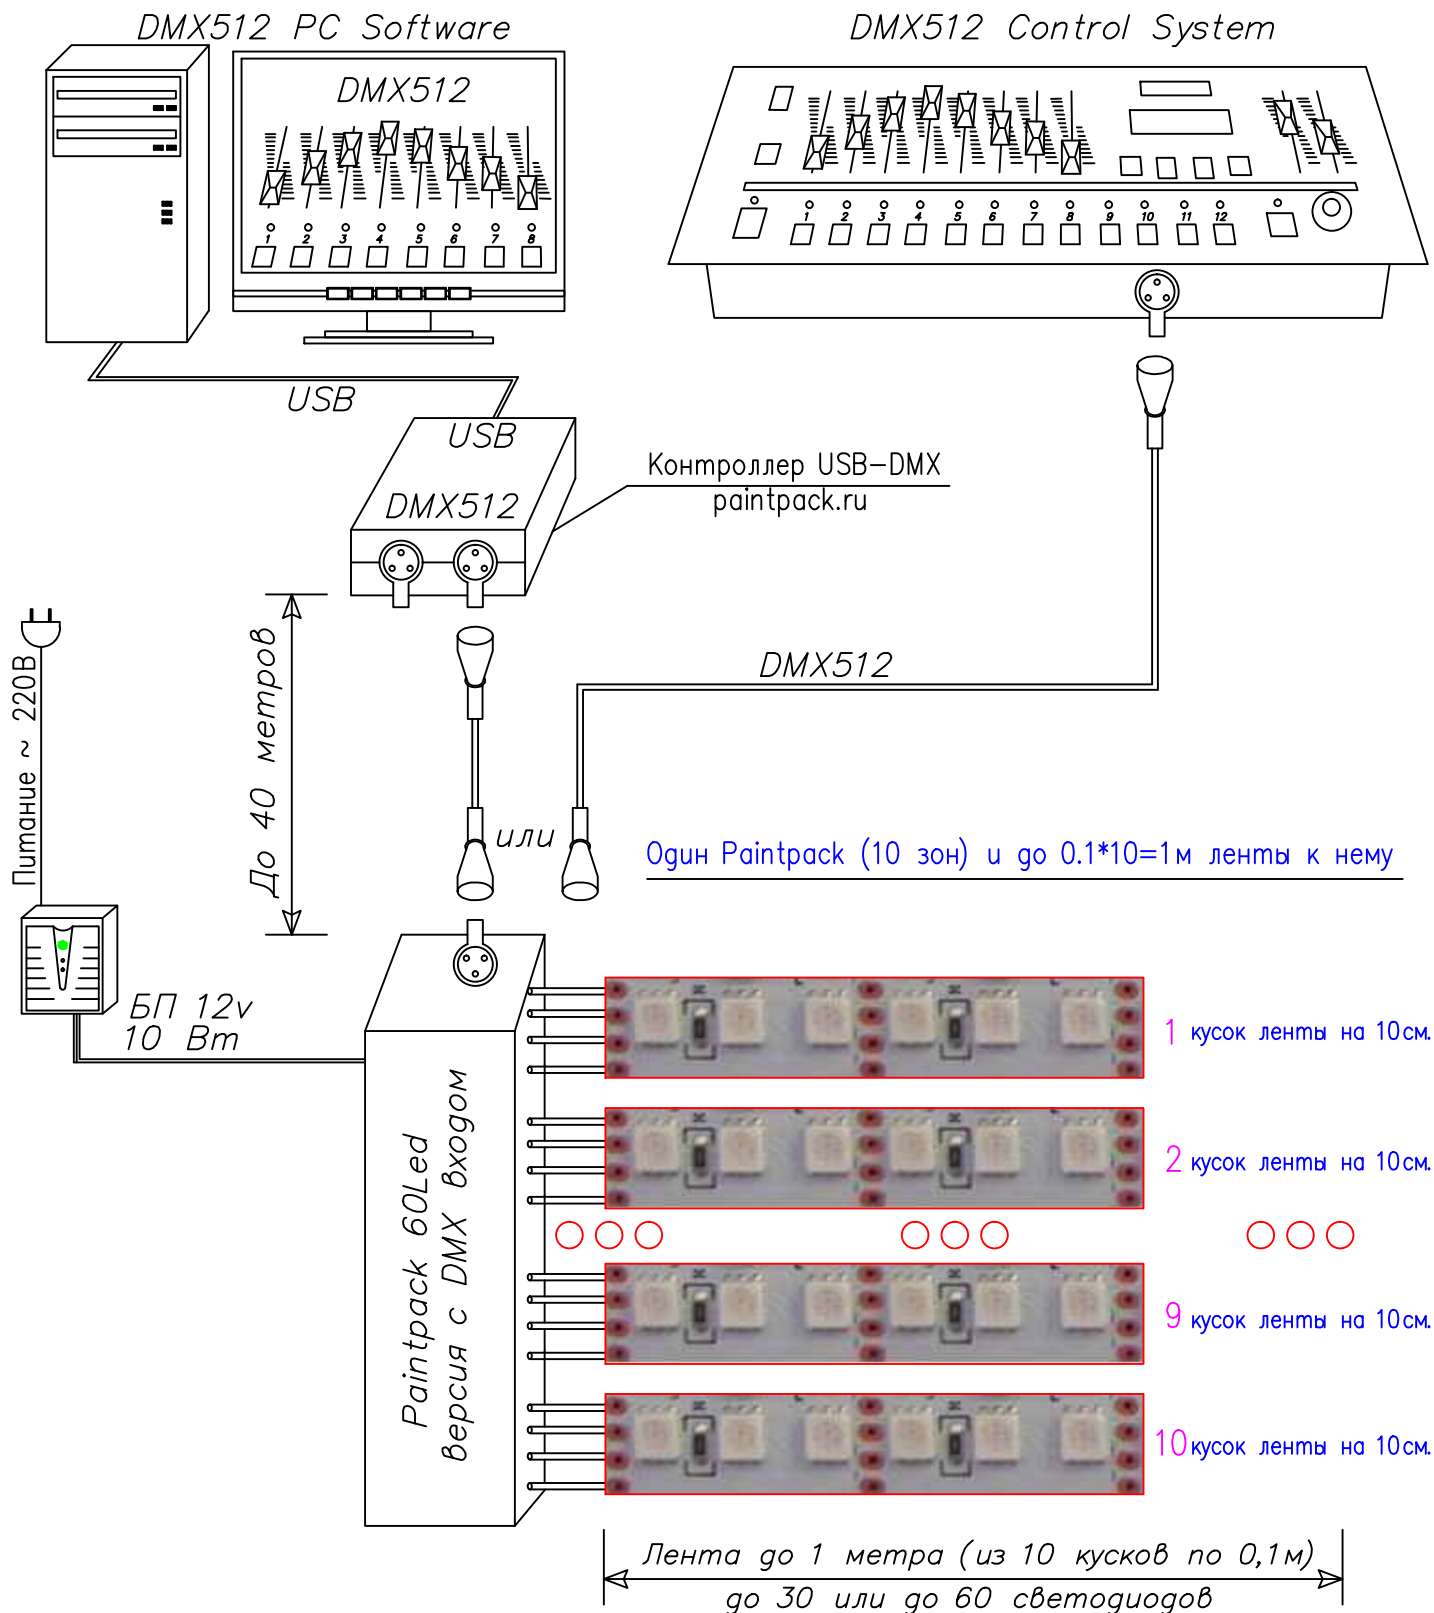 DMX512 PC Software
DMX512 Control System
DMX512
1 2 3 4 5 6 7 8
1 2 3 4 5 6 7 8 9 10 11 12
USB
USB
DMX512
Контроллер USB-DMX
paintpack.ru
До 40 метров
Питание ~ 220В
DMX512
или
Один Paintpack (10 зон) и до 0.1*10=1м ленты к нему
БП 12v
10 Вт
Paintpack 60Led
версия с DMX входом
1 кусок ленты на 10см.
2 кусок ленты на 10см.
9 кусок ленты на 10см.
10 кусок ленты на 10см.
Лента до 1 метра (из 10 кусков по 0,1м)
до 30 или до 60 светодиодов